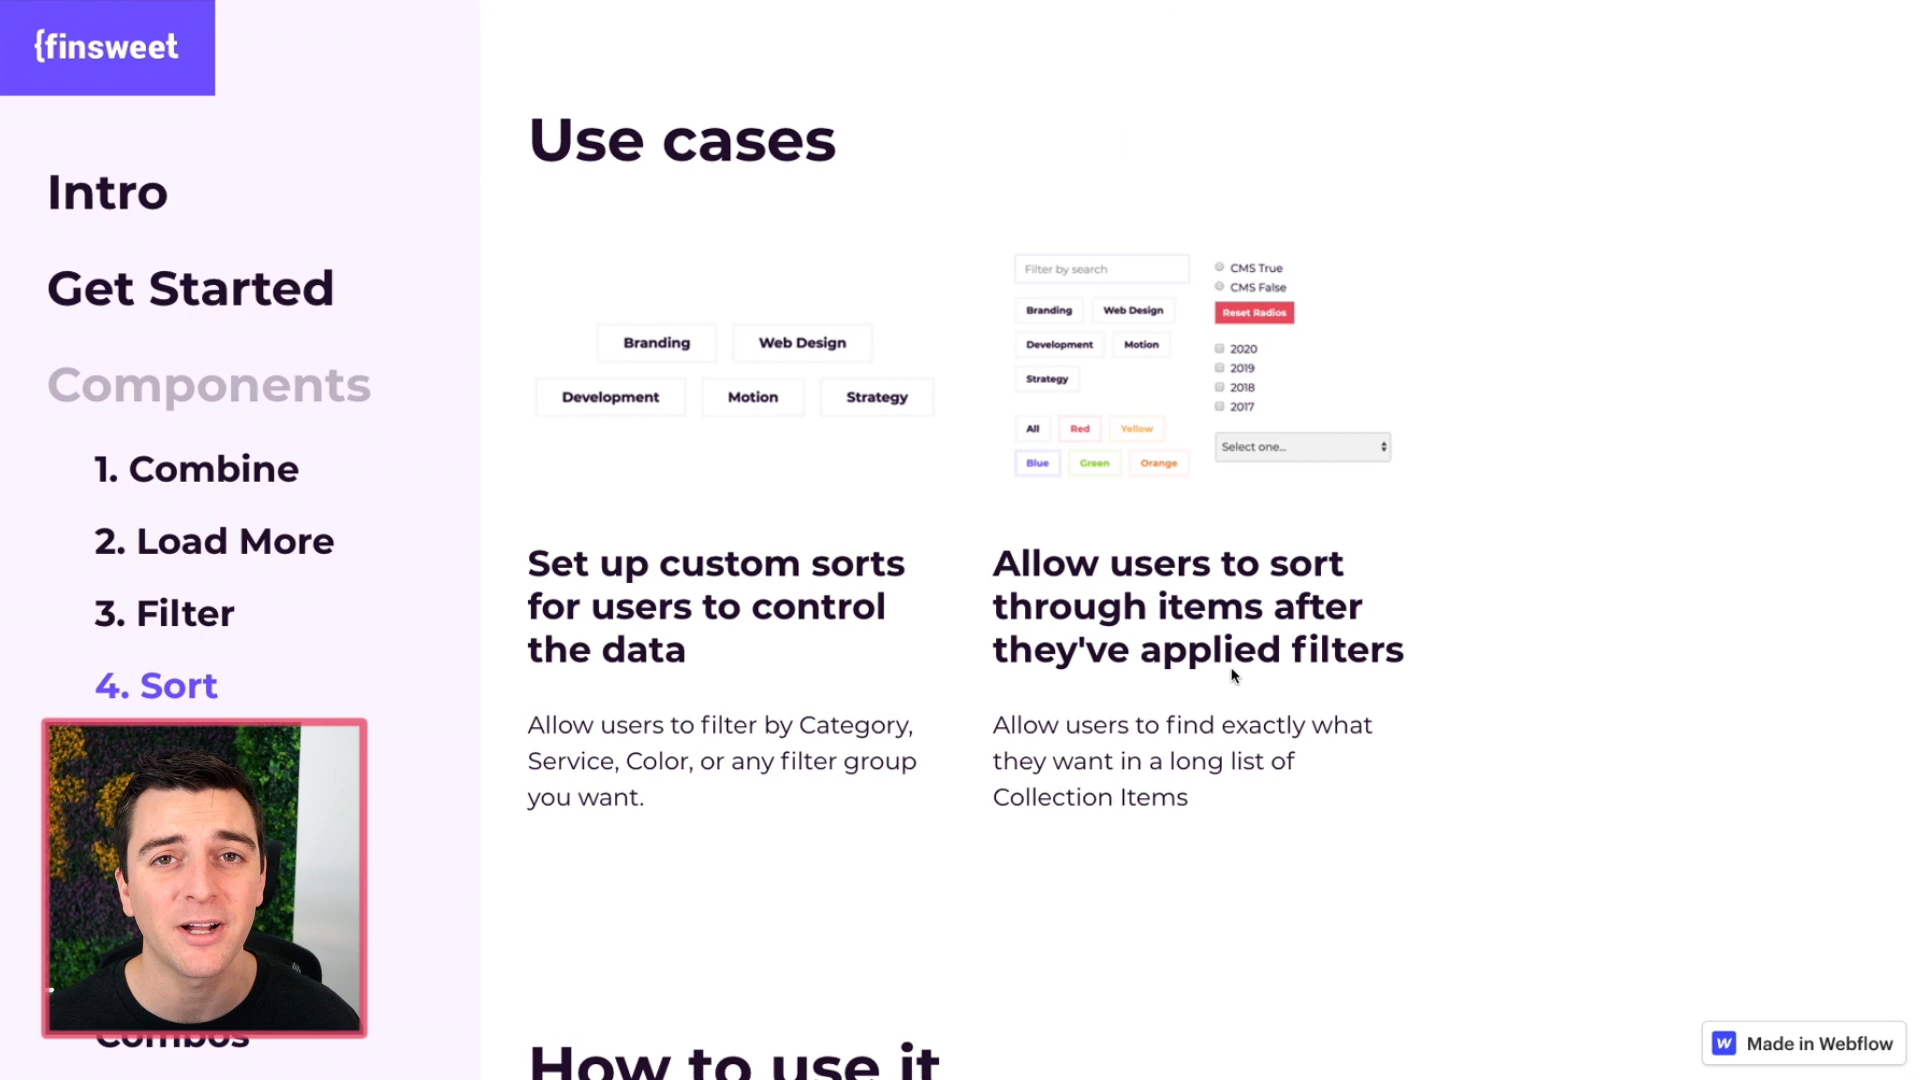 {finsweet
Intro
Get Started
Components
1. Combine
2. Load More
3. Filter
4. Sort
Combos
Use cases
Branding
Web Design
Development
Motion
Strategy
Filter by search
Branding
Web Design
Development
Motion
Strategy
All
Red
Yellow
Blue
Green
Orange
CMS True
CMS False
Reset Radios
2020
2019
2018
2017
Select one...
Set up custom sorts
for users to control
the data
Allow users to filter by Category,
Service, Color, or any filter group
you want.
Allow users to sort
through items after
they've applied filters
Allow users to find exactly what
they want in a long list of
Collection Items
How to use it
W Made in Webflow